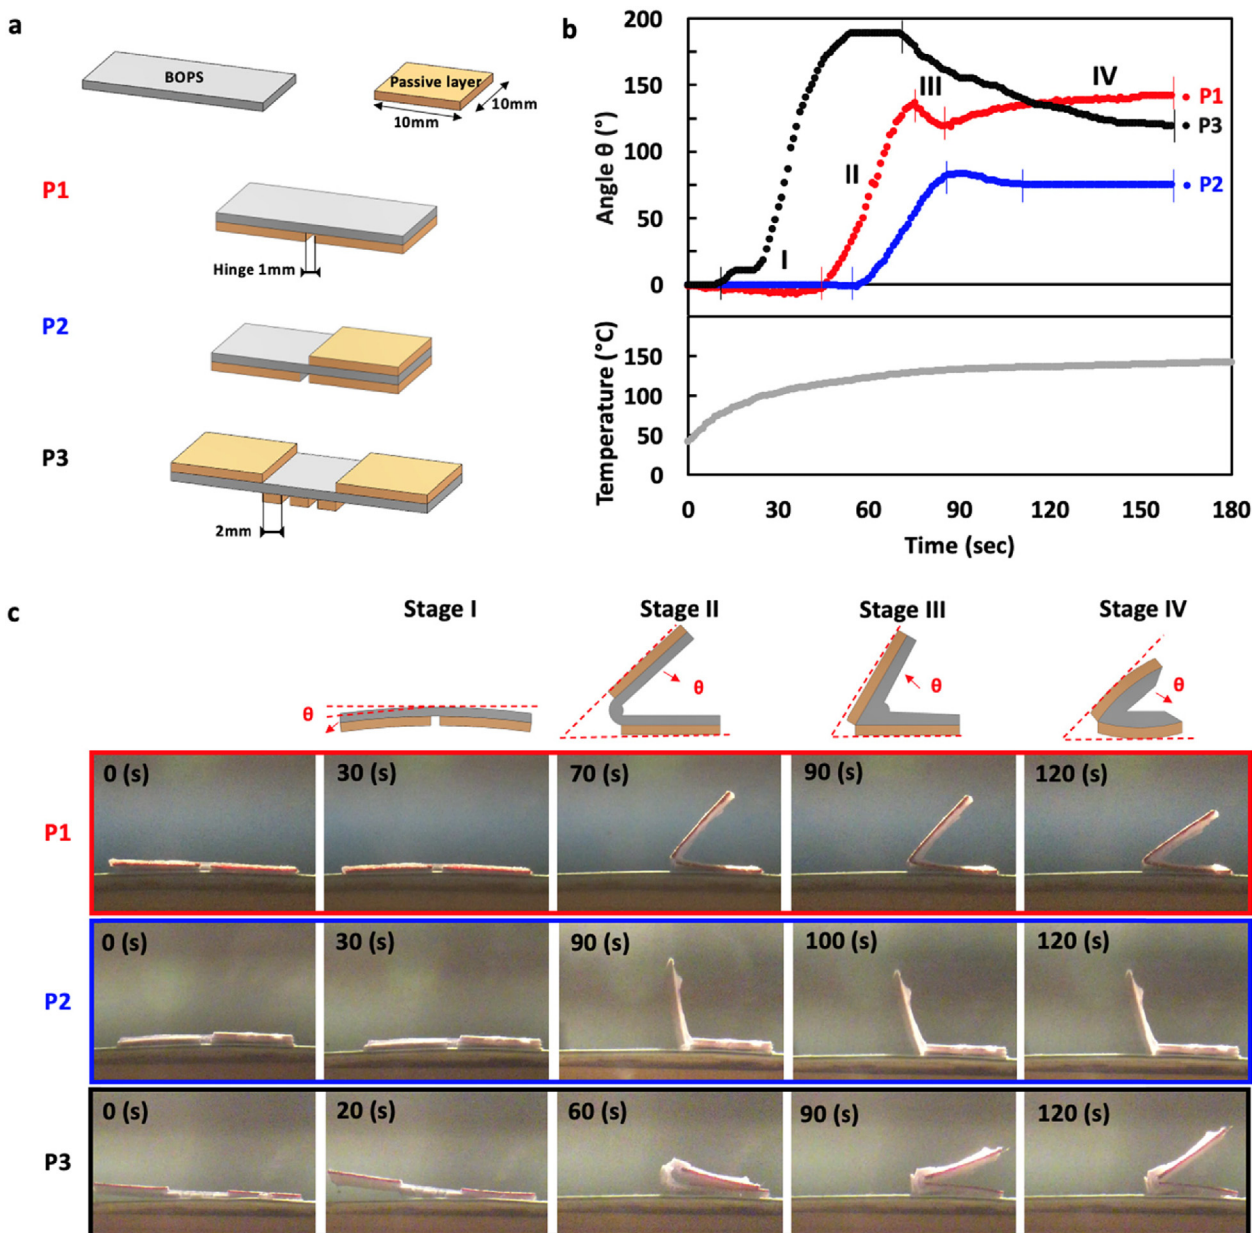 a
BOPS
Passive layer
10mm
10mm
P1
Hinge 1mm
P2
P3
2mm
b
200
150
100
50
0
Angle θ (°)
I
II
III
IV
P1
P3
P2
150
100
50
0
Temperature (°C)
0 30 60 90 120 150 180
Time (sec)
c
Stage I Stage II Stage III Stage IV
θ θ θ θ
P1
0 (s) 30 (s) 70 (s) 90 (s) 120 (s)
P2
0 (s) 30 (s) 90 (s) 100 (s) 120 (s)
P3
0 (s) 20 (s) 60 (s) 90 (s) 120 (s)